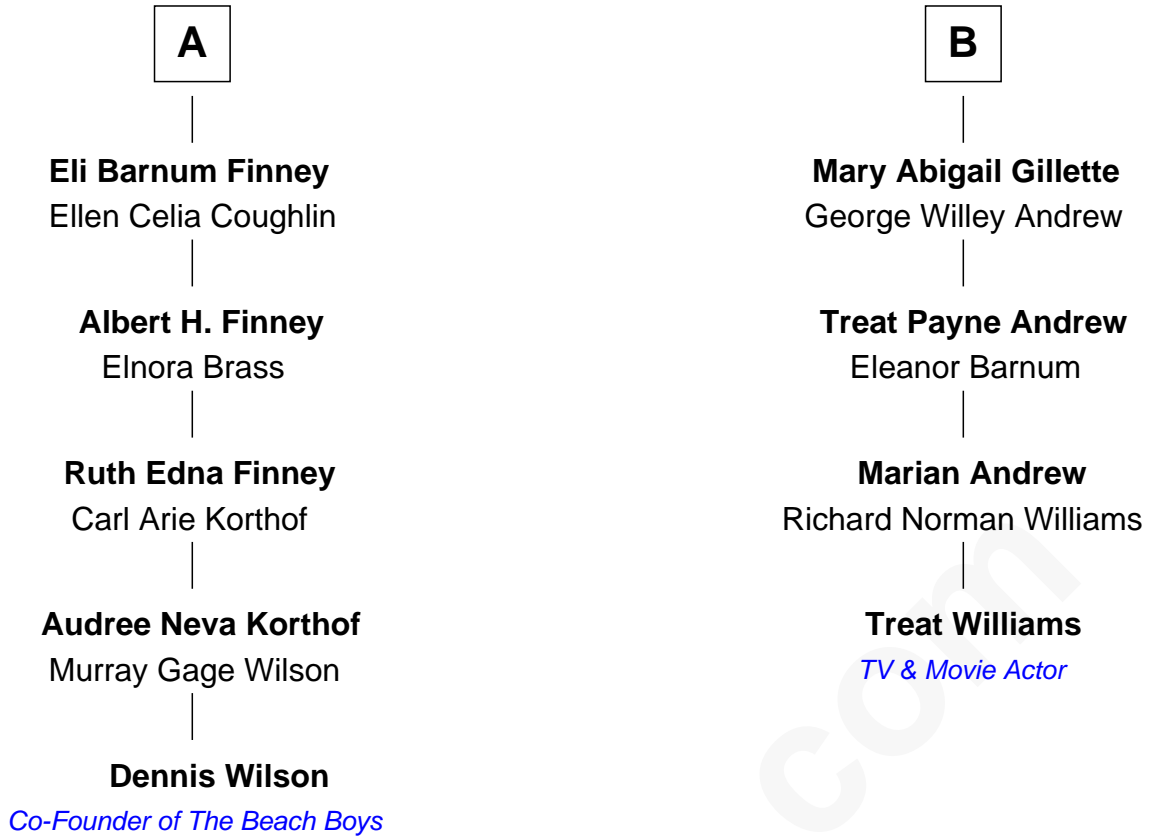 A
Eli Barnum Finney
Ellen Celia Coughlin
Albert H. Finney
Elnora Brass
Ruth Edna Finney
Carl Arie Korthof
Audree Neva Korthof
Murray Gage Wilson
Dennis Wilson
Co-Founder of The Beach Boys
B
Mary Abigail Gillette
George Willey Andrew
Treat Payne Andrew
Eleanor Barnum
Marian Andrew
Richard Norman Williams
Treat Williams
TV & Movie Actor
com